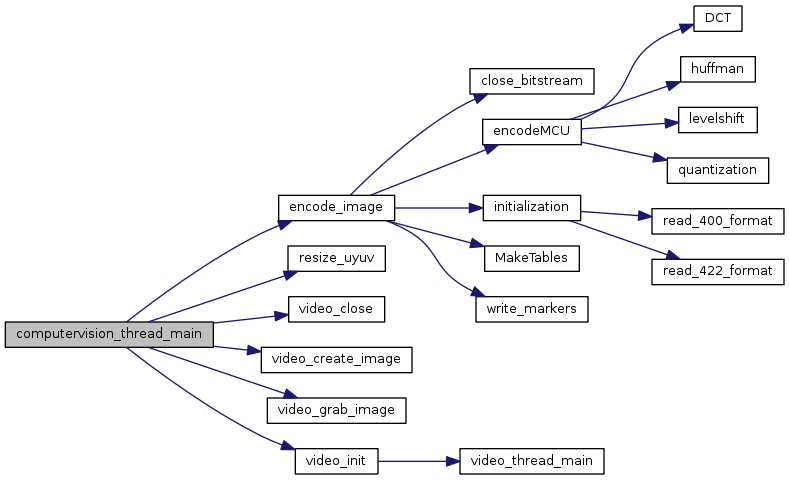 DCT
huffman
close_bitstream
levelshift
encodeMCU
quantization
encode_image
initialization
read_400_format
resize_uyuv
MakeTables
read_422_format
video_close
write_markers
computervision_thread_main
video_create_image
video_grab_image
video_init
video_thread_main